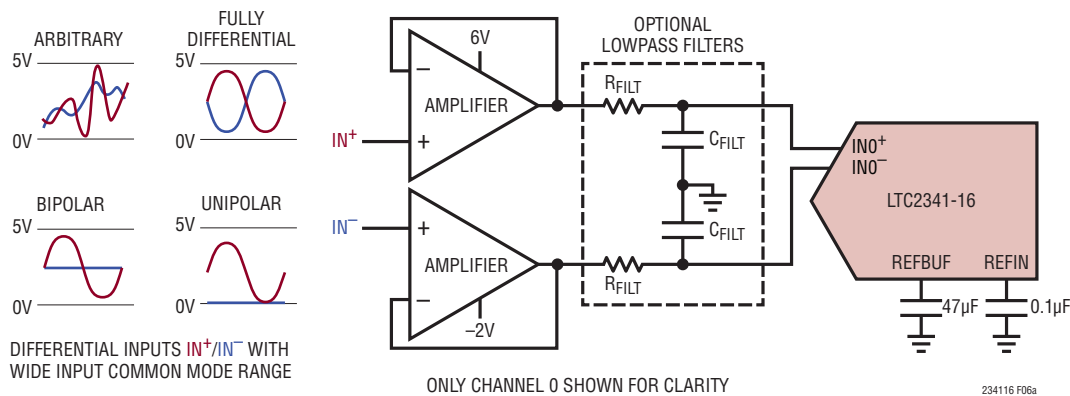 ARBITRARY
5V
0V
FULLY
DIFFERENTIAL
5V
0V
BIPOLAR
5V
0V
UNIPOLAR
5V
0V
DIFFERENTIAL INPUTS IN+/IN− WITH
WIDE INPUT COMMON MODE RANGE
6V
−
AMPLIFIER
+
IN+
IN−
+
AMPLIFIER
−
–2V
OPTIONAL
LOWPASS FILTERS
RFILT
CFILT
CFILT
RFILT
IN0+
IN0−
LTC2341-16
REFBUF REFIN
47µF
0.1µF
ONLY CHANNEL 0 SHOWN FOR CLARITY
234116 F06a